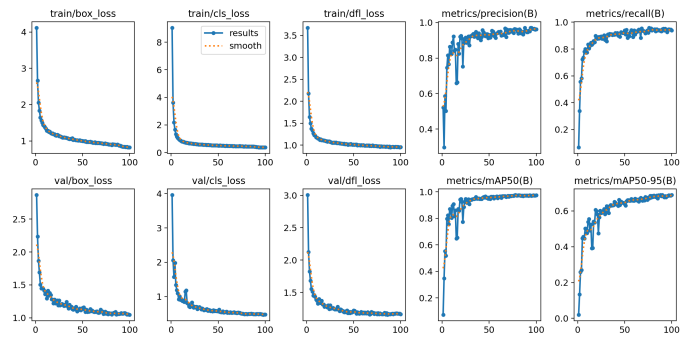 train/box_loss
train/cls_loss
train/dfl_loss
metrics/precision(B)
metrics/recall(B)
results
smooth
4
3
2
1
0 50 100
8
6
4
2
0
0 50 100
3.5
3.0
2.5
2.0
1.5
1.0
0 50 100
1.0
0.8
0.6
0.4
0 50 100
1.0
0.8
0.6
0.4
0.2
0 50 100
val/box_loss
val/cls_loss
val/dfl_loss
metrics/mAP50(B)
metrics/mAP50-95(B)
2.5
2.0
1.5
1.0
0 50 100
4
3
2
1
0 50 100
3.0
2.5
2.0
1.5
0 50 100
1.0
0.8
0.6
0.4
0.2
0 50 100
0.6
0.4
0.2
0.0
0 50 100